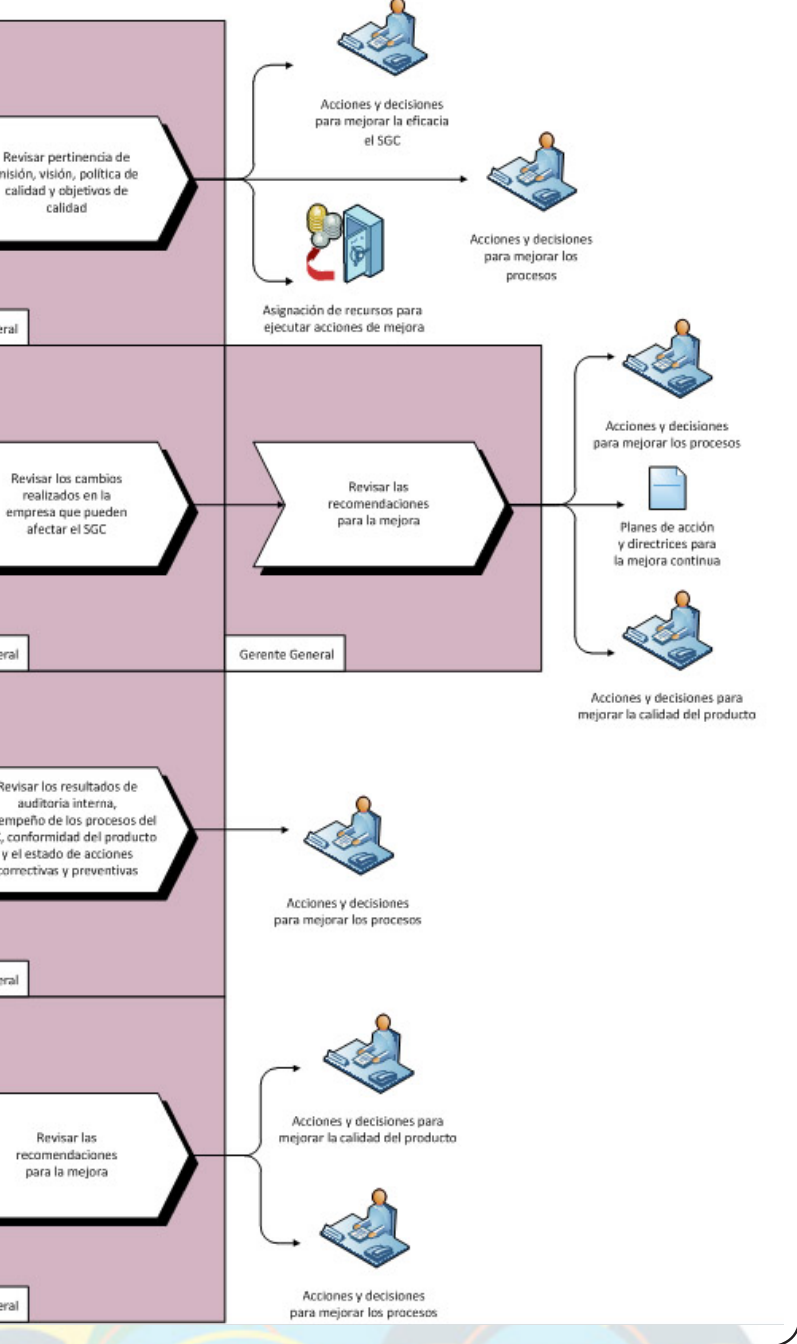 Acciones y decisiones
para mejorar la eficacia
el SGC
Revisar pertinencia de
misión, visión, política de
calidad y objetivos de
calidad
Acciones y decisiones
para mejorar los
procesos
Asignación de recursos para
ejecutar acciones de mejora
eral
Acciones y decisiones
para mejorar los procesos
Revisar los cambios
realizados en la
empresa que pueden
afectar el SGC
Revisar las
recomendaciones
para la mejora
Planes de acción
y directrices para
la mejora continua
eral
Gerente General
Acciones y decisiones para
mejorar la calidad del producto
Revisar los resultados de
auditoria interna,
empeño de los procesos del
, conformidad del producto
y el estado de acciones
correctivas y preventivas
Acciones y decisiones
para mejorar los procesos
eral
Acciones y decisiones para
mejorar la calidad del producto
Revisar las
recomendaciones
para la mejora
Acciones y decisiones
para mejorar los procesos
eral